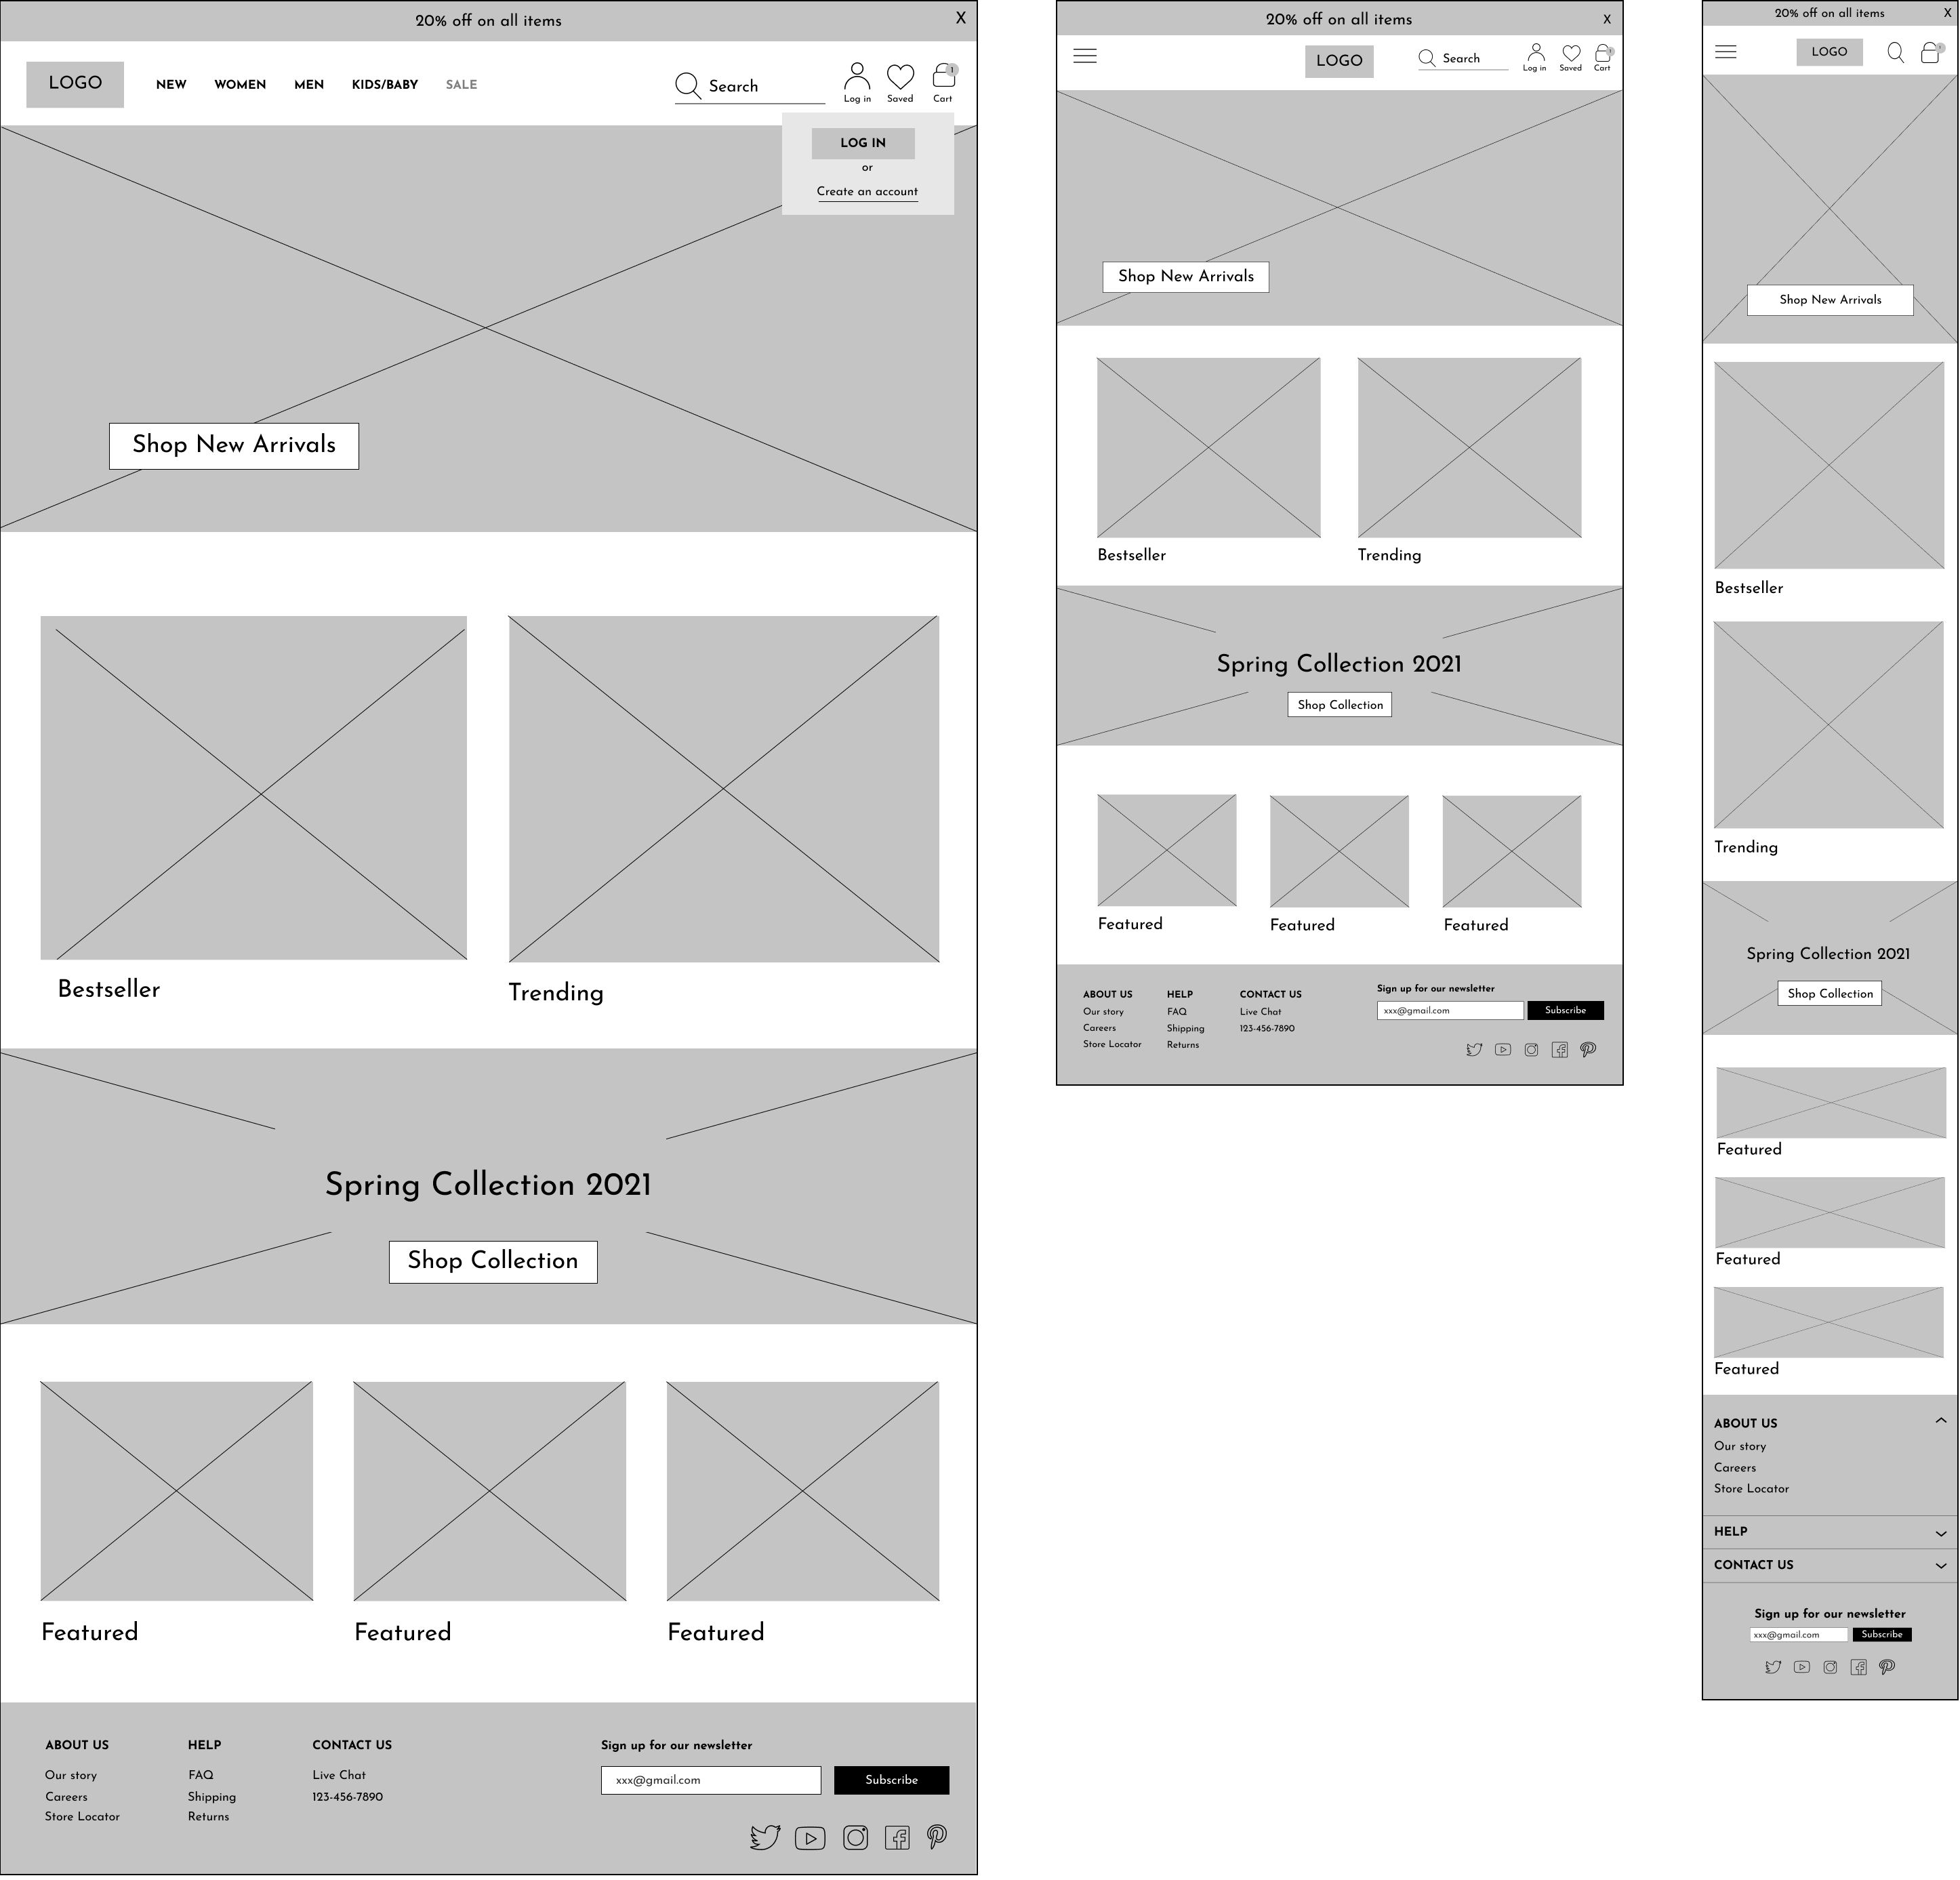 20% off on all items X
LOGO NEW WOMEN MEN KIDS/BABY SALE Search Log in Saved Cart 1
LOG IN
or
Create an account
Shop New Arrivals
Bestseller Trending
Spring Collection 2021
Shop Collection
Featured Featured Featured
ABOUT US HELP CONTACT US Sign up for our newsletter
Our story FAQ Live Chat xxx@gmail.com Subscribe
Careers Shipping 123-456-7890
Store Locator Returns
20% off on all items X
LOGO Search Log in Saved Cart 1
Shop New Arrivals
Bestseller Trending
Spring Collection 2021
Shop Collection
Featured Featured Featured
ABOUT US HELP CONTACT US Sign up for our newsletter
Our story FAQ Live Chat xxx@gmail.com Subscribe
Careers Shipping 123-456-7890
Store Locator Returns
20% off on all items X
LOGO 1
Shop New Arrivals
Bestseller
Trending
Spring Collection 2021
Shop Collection
Featured
Featured
Featured
ABOUT US
Our story
Careers
Store Locator
HELP
CONTACT US
Sign up for our newsletter
xxx@gmail.com Subscribe